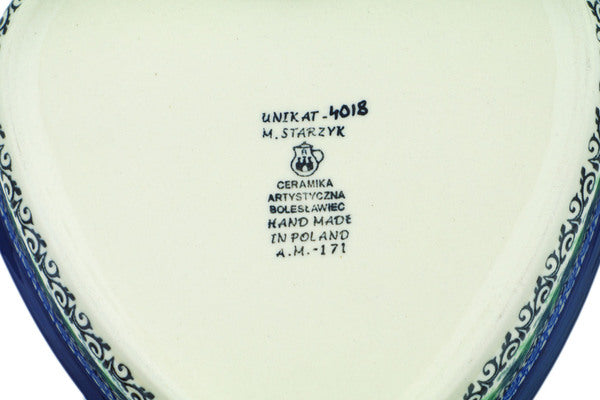 UNIKAT-4018
M. STARZYK
CERAMIKA
ARTYSTYCZNA
BOLESŁAWIEC
HAND MADE
IN POLAND
A.M.-171